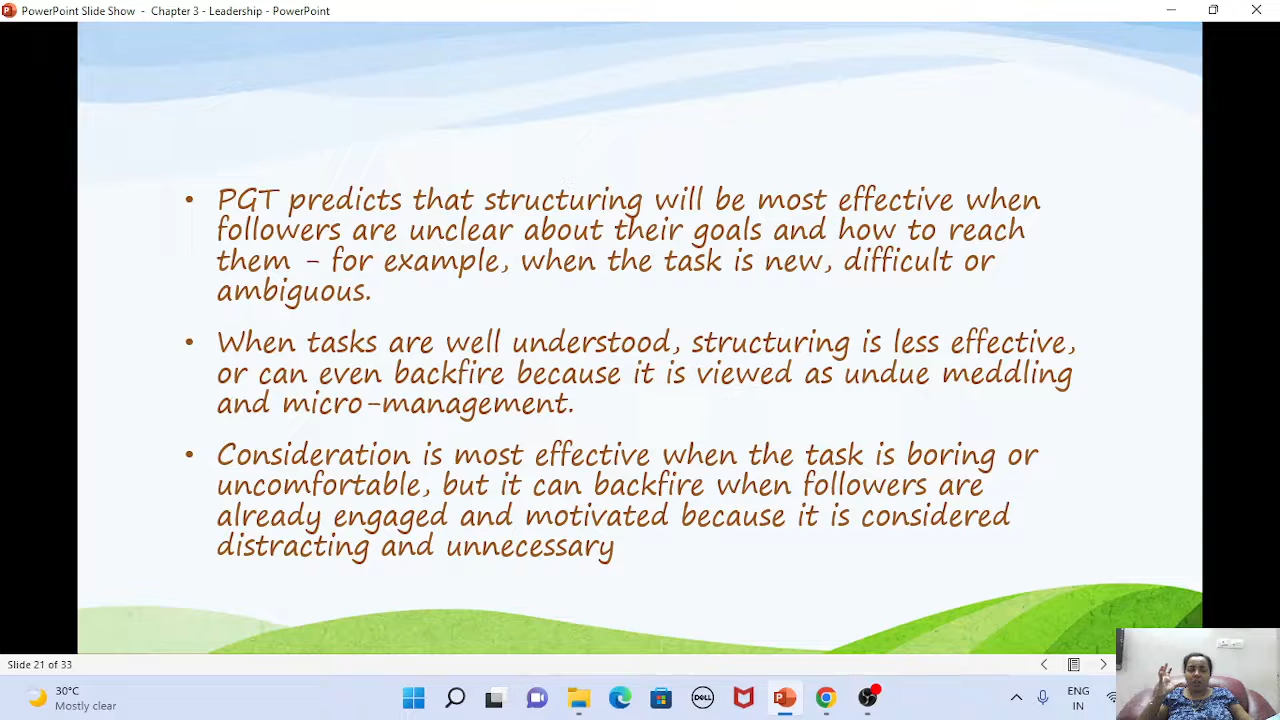 PowerPoint Slide Show - Chapter 3 - Leadership - PowerPoint
• PGT predicts that structuring will be most effective when
followers are unclear about their goals and how to reach
them - for example, when the task is new, difficult or
ambiguous.
• When tasks are well understood, structuring is less effective,
or can even backfire because it is viewed as undue meddling
and micro-management.
• Consideration is most effective when the task is boring or
uncomfortable, but it can backfire when followers are
already engaged and motivated because it is considered
distracting and unnecessary
Slide 21 of 33
30°C
Mostly clear
DELL
ENG
IN